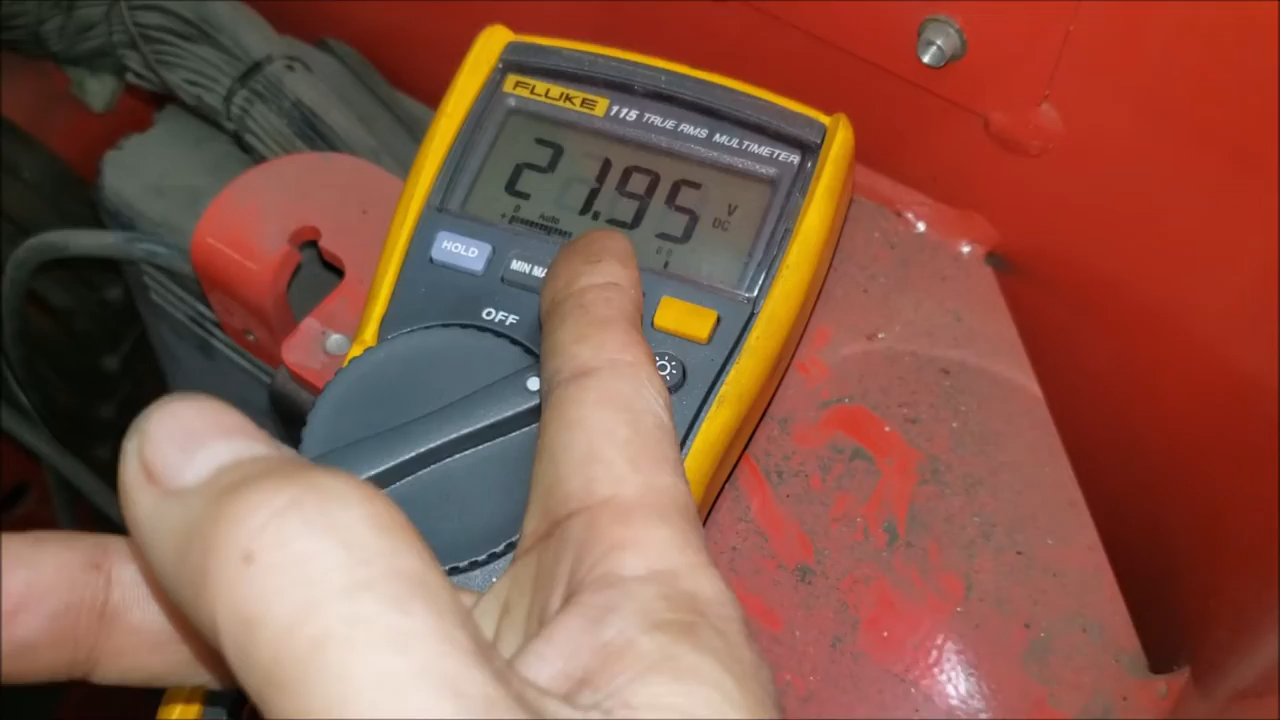 FLUKE 115 TRUE RMS MULTIMETER
21.95 V DC
Auto
HOLD MIN MA
OFF